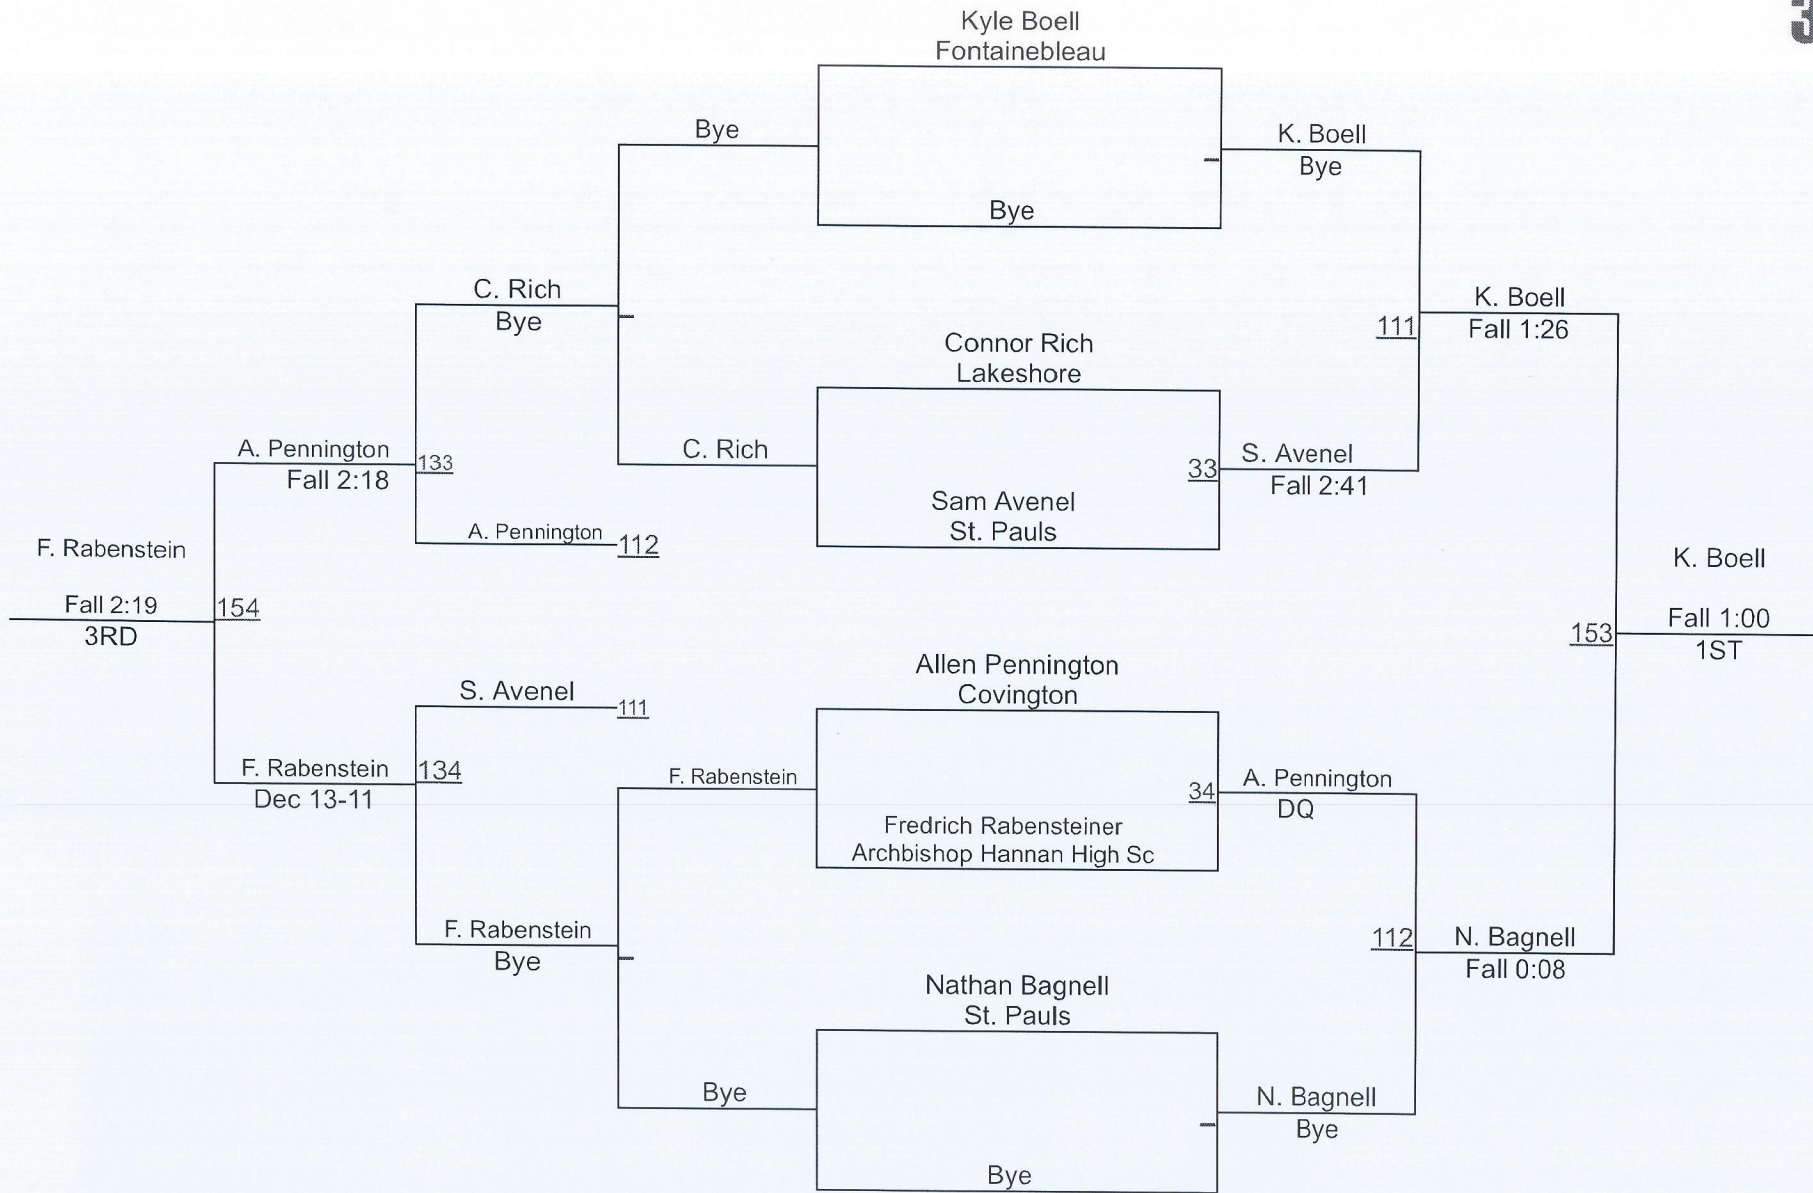 3
Kyle Boell
Fontainebleau
Bye
K. Boell
Bye
Bye
C. Rich
Bye
K. Boell
Fall 1:26
111
Connor Rich
Lakeshore
A. Pennington
Fall 2:18
133
C. Rich
33
S. Avenel
Fall 2:41
Sam Avenel
St. Pauls
A. Pennington
112
F. Rabenstein
Fall 2:19
3RD
154
K. Boell
Fall 1:00
1ST
153
Allen Pennington
Covington
S. Avenel
111
F. Rabenstein
Dec 13-11
134
F. Rabenstein
34
A. Pennington
DQ
Fredrich Rabensteiner
Archbishop Hannan High Sc
F. Rabenstein
Bye
112
N. Bagnell
Fall 0:08
Nathan Bagnell
St. Pauls
Bye
N. Bagnell
Bye
Bye